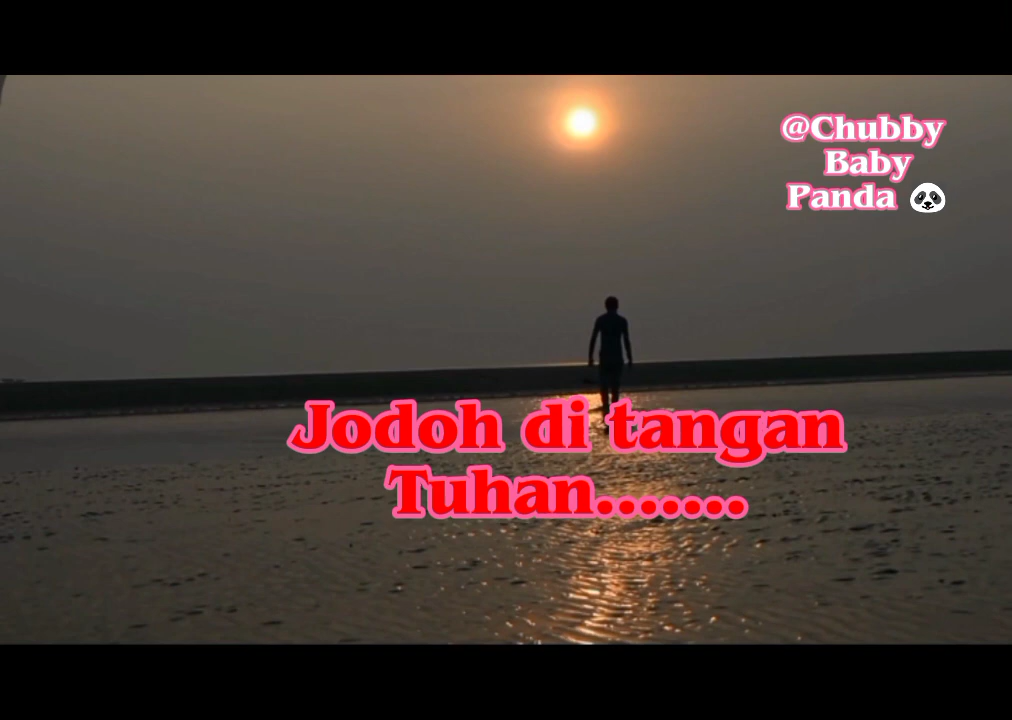 @Chubby
Baby
Panda 🐼
Jodoh di tangan
Tuhan.......